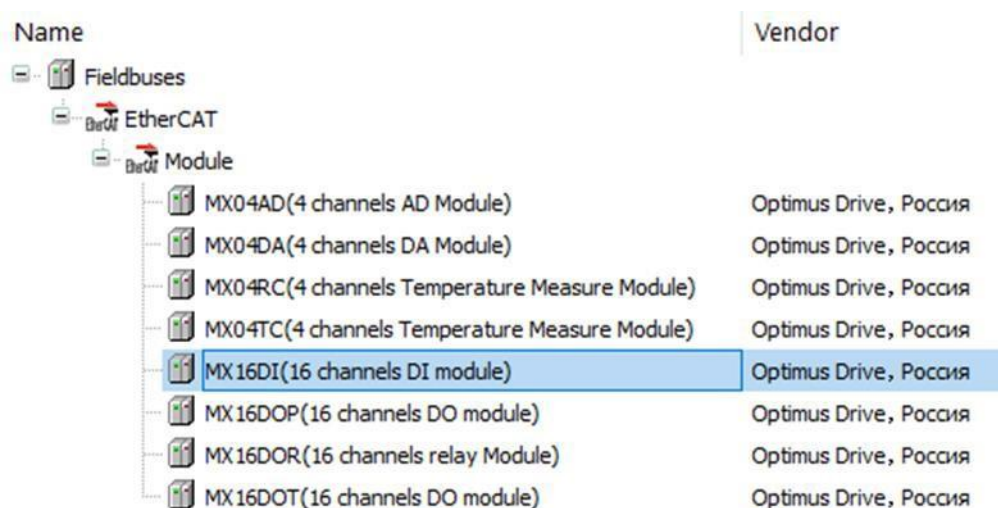 Name Vendor
Fieldbuses
EtherCAT EtherCAT
EtherCAT Module
MX04AD(4 channels AD Module) Optimus Drive, Россия
MX04DA(4 channels DA Module) Optimus Drive, Россия
MX04RC(4 channels Temperature Measure Module) Optimus Drive, Россия
MX04TC(4 channels Temperature Measure Module) Optimus Drive, Россия
MX16DI(16 channels DI module) Optimus Drive, Россия
MX16DOP(16 channels DO module) Optimus Drive, Россия
MX16DOR(16 channels relay Module) Optimus Drive, Россия
MX16DOT(16 channels DO module) Optimus Drive, Россия